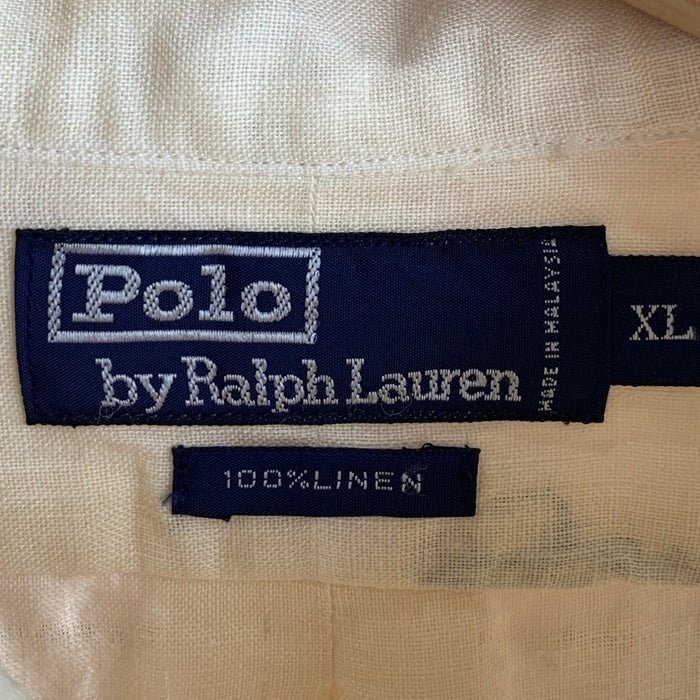 Polo
by Ralph Lauren
MADE IN MALAYSIA
XL
100% LINEN